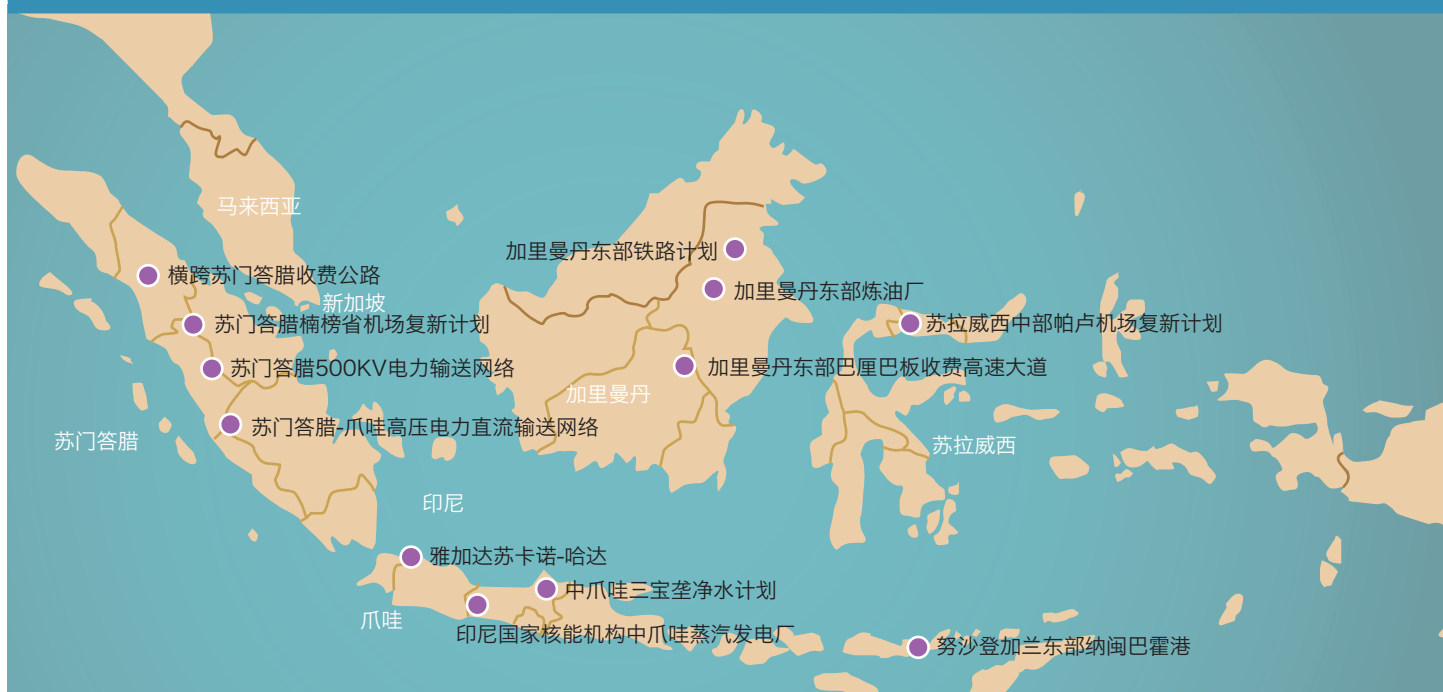 马来西亚
加里曼丹东部铁路计划
横跨苏门答腊收费公路
加里曼丹东部炼油厂
新加坡
苏门答腊楠榜省机场复新计划
苏拉威西中部帕卢机场复新计划
苏门答腊500KV电力输送网络
加里曼丹东部巴厘巴板收费高速大道
加里曼丹
苏门答腊-爪哇高压电力直流输送网络
苏门答腊
苏拉威西
印尼
雅加达苏卡诺-哈达
中爪哇三宝垄净水计划
爪哇
印尼国家核能机构中爪哇蒸汽发电厂
努沙登加兰东部纳闽巴霍港